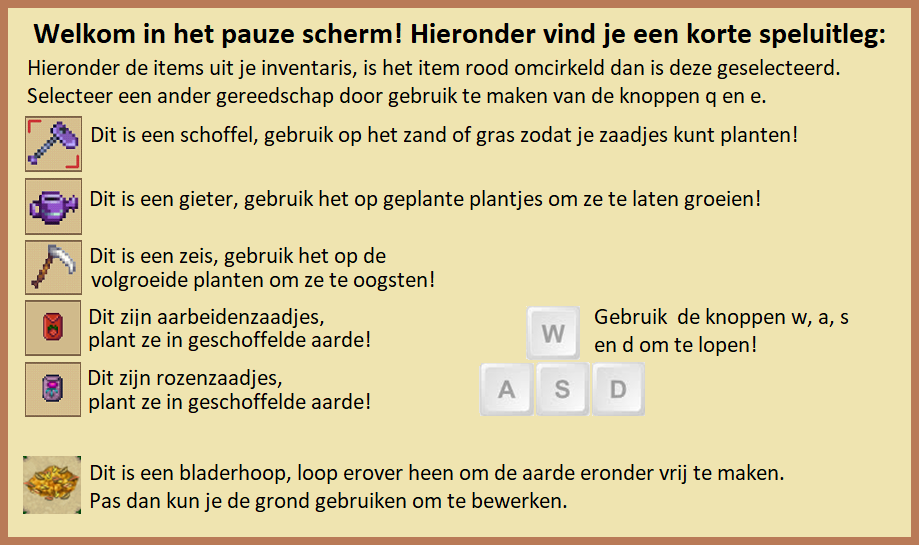 Welkom in het pauze scherm! Hieronder vind je een korte speluitleg:
Hieronder de items uit je inventaris, is het item rood omcirkeld dan is deze geselecteerd.
Selecteer een ander gereedschap door gebruik te maken van de knoppen q en e.
Dit is een schoffel, gebruik op het zand of gras zodat je zaadjes kunt planten!
Dit is een gieter, gebruik het op geplante plantjes om ze te laten groeien!
Dit is een zeis, gebruik het op de
volgroeide planten om ze te oogsten!
Dit zijn aarbeidenzaadjes,
plant ze in geschoffelde aarde!
Dit zijn rozenzaadjes,
plant ze in geschoffelde aarde!
W
A S D
Gebruik de knoppen w, a, s
en d om te lopen!
Dit is een bladerhoop, loop erover heen om de aarde eronder vrij te maken.
Pas dan kun je de grond gebruiken om te bewerken.